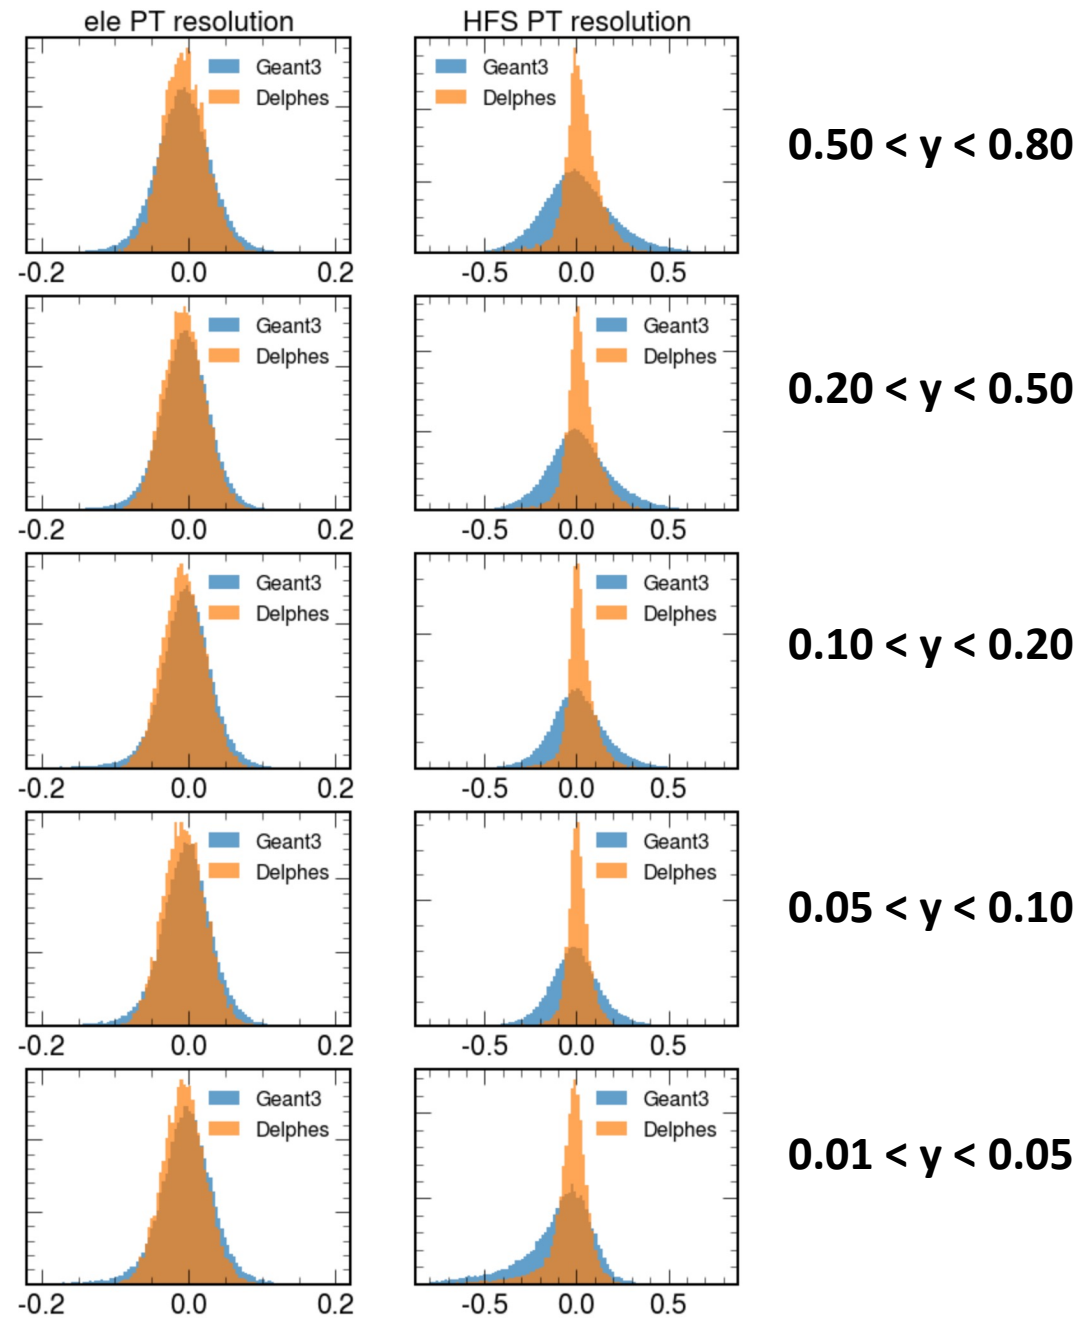 ele PT resolution HFS PT resolution
Geant3 Geant3
Delphes Delphes
0.50 < y < 0.80
-0.2 0.0 0.2 -0.5 0.0 0.5
Geant3 Geant3
Delphes Delphes
0.20 < y < 0.50
-0.2 0.0 0.2 -0.5 0.0 0.5
Geant3 Geant3
Delphes Delphes
0.10 < y < 0.20
-0.2 0.0 0.2 -0.5 0.0 0.5
Geant3 Geant3
Delphes Delphes
0.05 < y < 0.10
-0.2 0.0 0.2 -0.5 0.0 0.5
Geant3 Geant3
Delphes Delphes
0.01 < y < 0.05
-0.2 0.0 0.2 -0.5 0.0 0.5